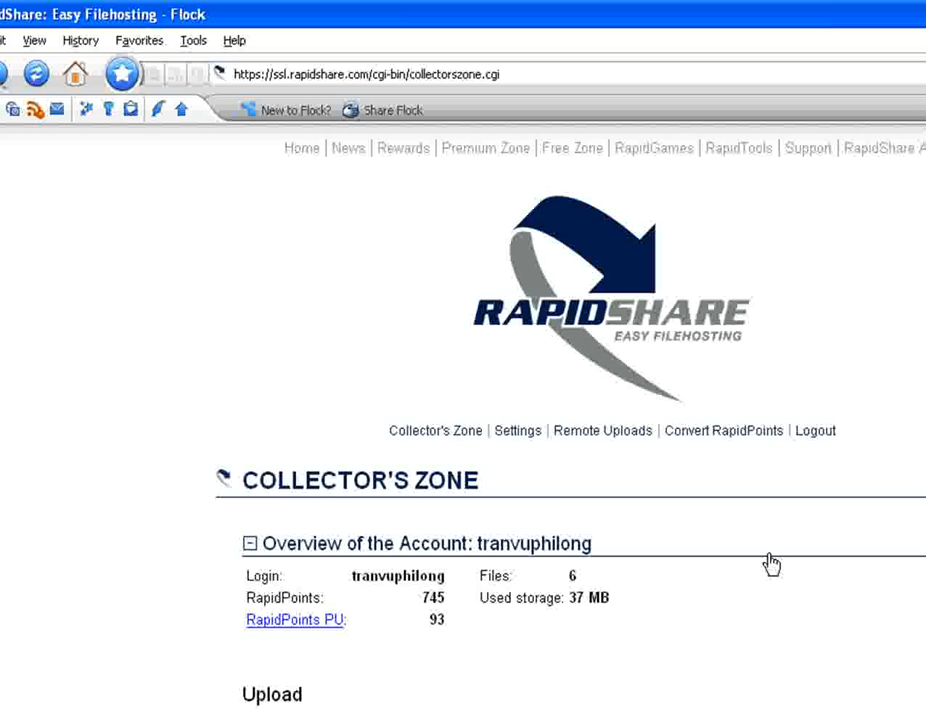 dShare: Easy Filehosting - Flock
it View History Favorites Tools Help
https://ssl.rapidshare.com/cgi-bin/collectorszone.cgi
New to Flock? Share Flock
Home | News | Rewards | Premium Zone | Free Zone | RapidGames | RapidTools | Support | RapidShare A
RAPIDSHARE
EASY FILEHOSTING
Collector's Zone | Settings | Remote Uploads | Convert RapidPoints | Logout
COLLECTOR'S ZONE
Overview of the Account: tranvuphilong
Login: tranvuphilong Files: 6
RapidPoints: 745 Used storage: 37 MB
RapidPoints PU: 93
Upload